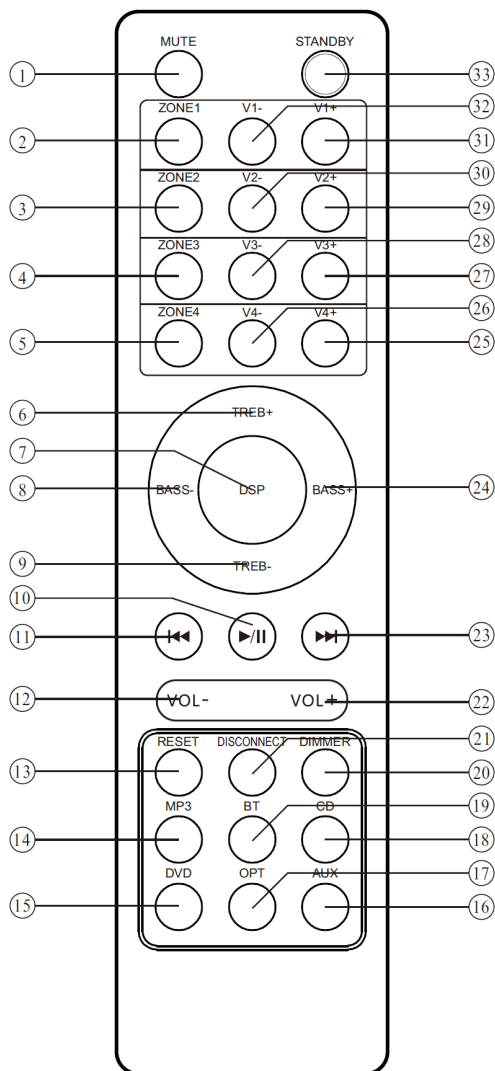 MUTE STANDBY
1 33
ZONE1 V1- V1+ 32
2 31
ZONE2 V2- V2+ 30
3 29
ZONE3 V3- V3+ 28
4 27
ZONE4 V4- V4+ 26
5 25
6 TREB+
7
8 BASS- DSP BASS+ 24
9 TREB-
10
11 ▶/II 23
12 VOL- VOL+ 22
RESET DISCONNECT DIMMER 21
13 20
MP3 BT CD 19
14 18
DVD OPT AUX 17
15 16